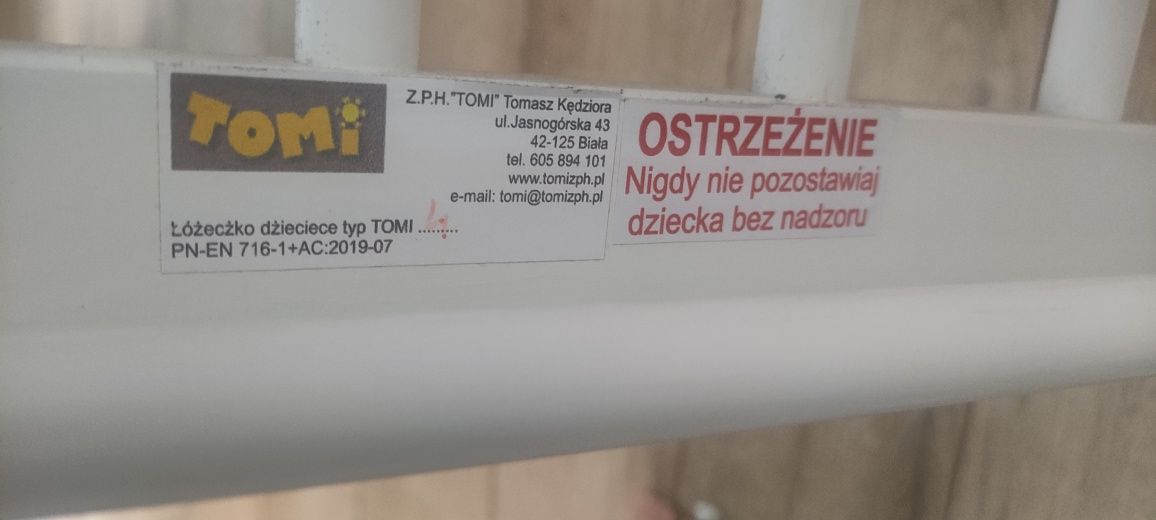 TOMi
Z.P.H."TOMI" Tomasz Kędziora
ul.Jasnogórska 43
42-125 Biała
tel. 605 894 101
www.tomizph.pl
e-mail: tomi@tomizph.pl
Łóżeczko dżieciece typ TOMI ...4...
PN-EN 716-1+AC:2019-07
OSTRZEŻENIE
Nigdy nie pozostawiaj
dziecka bez nadzoru